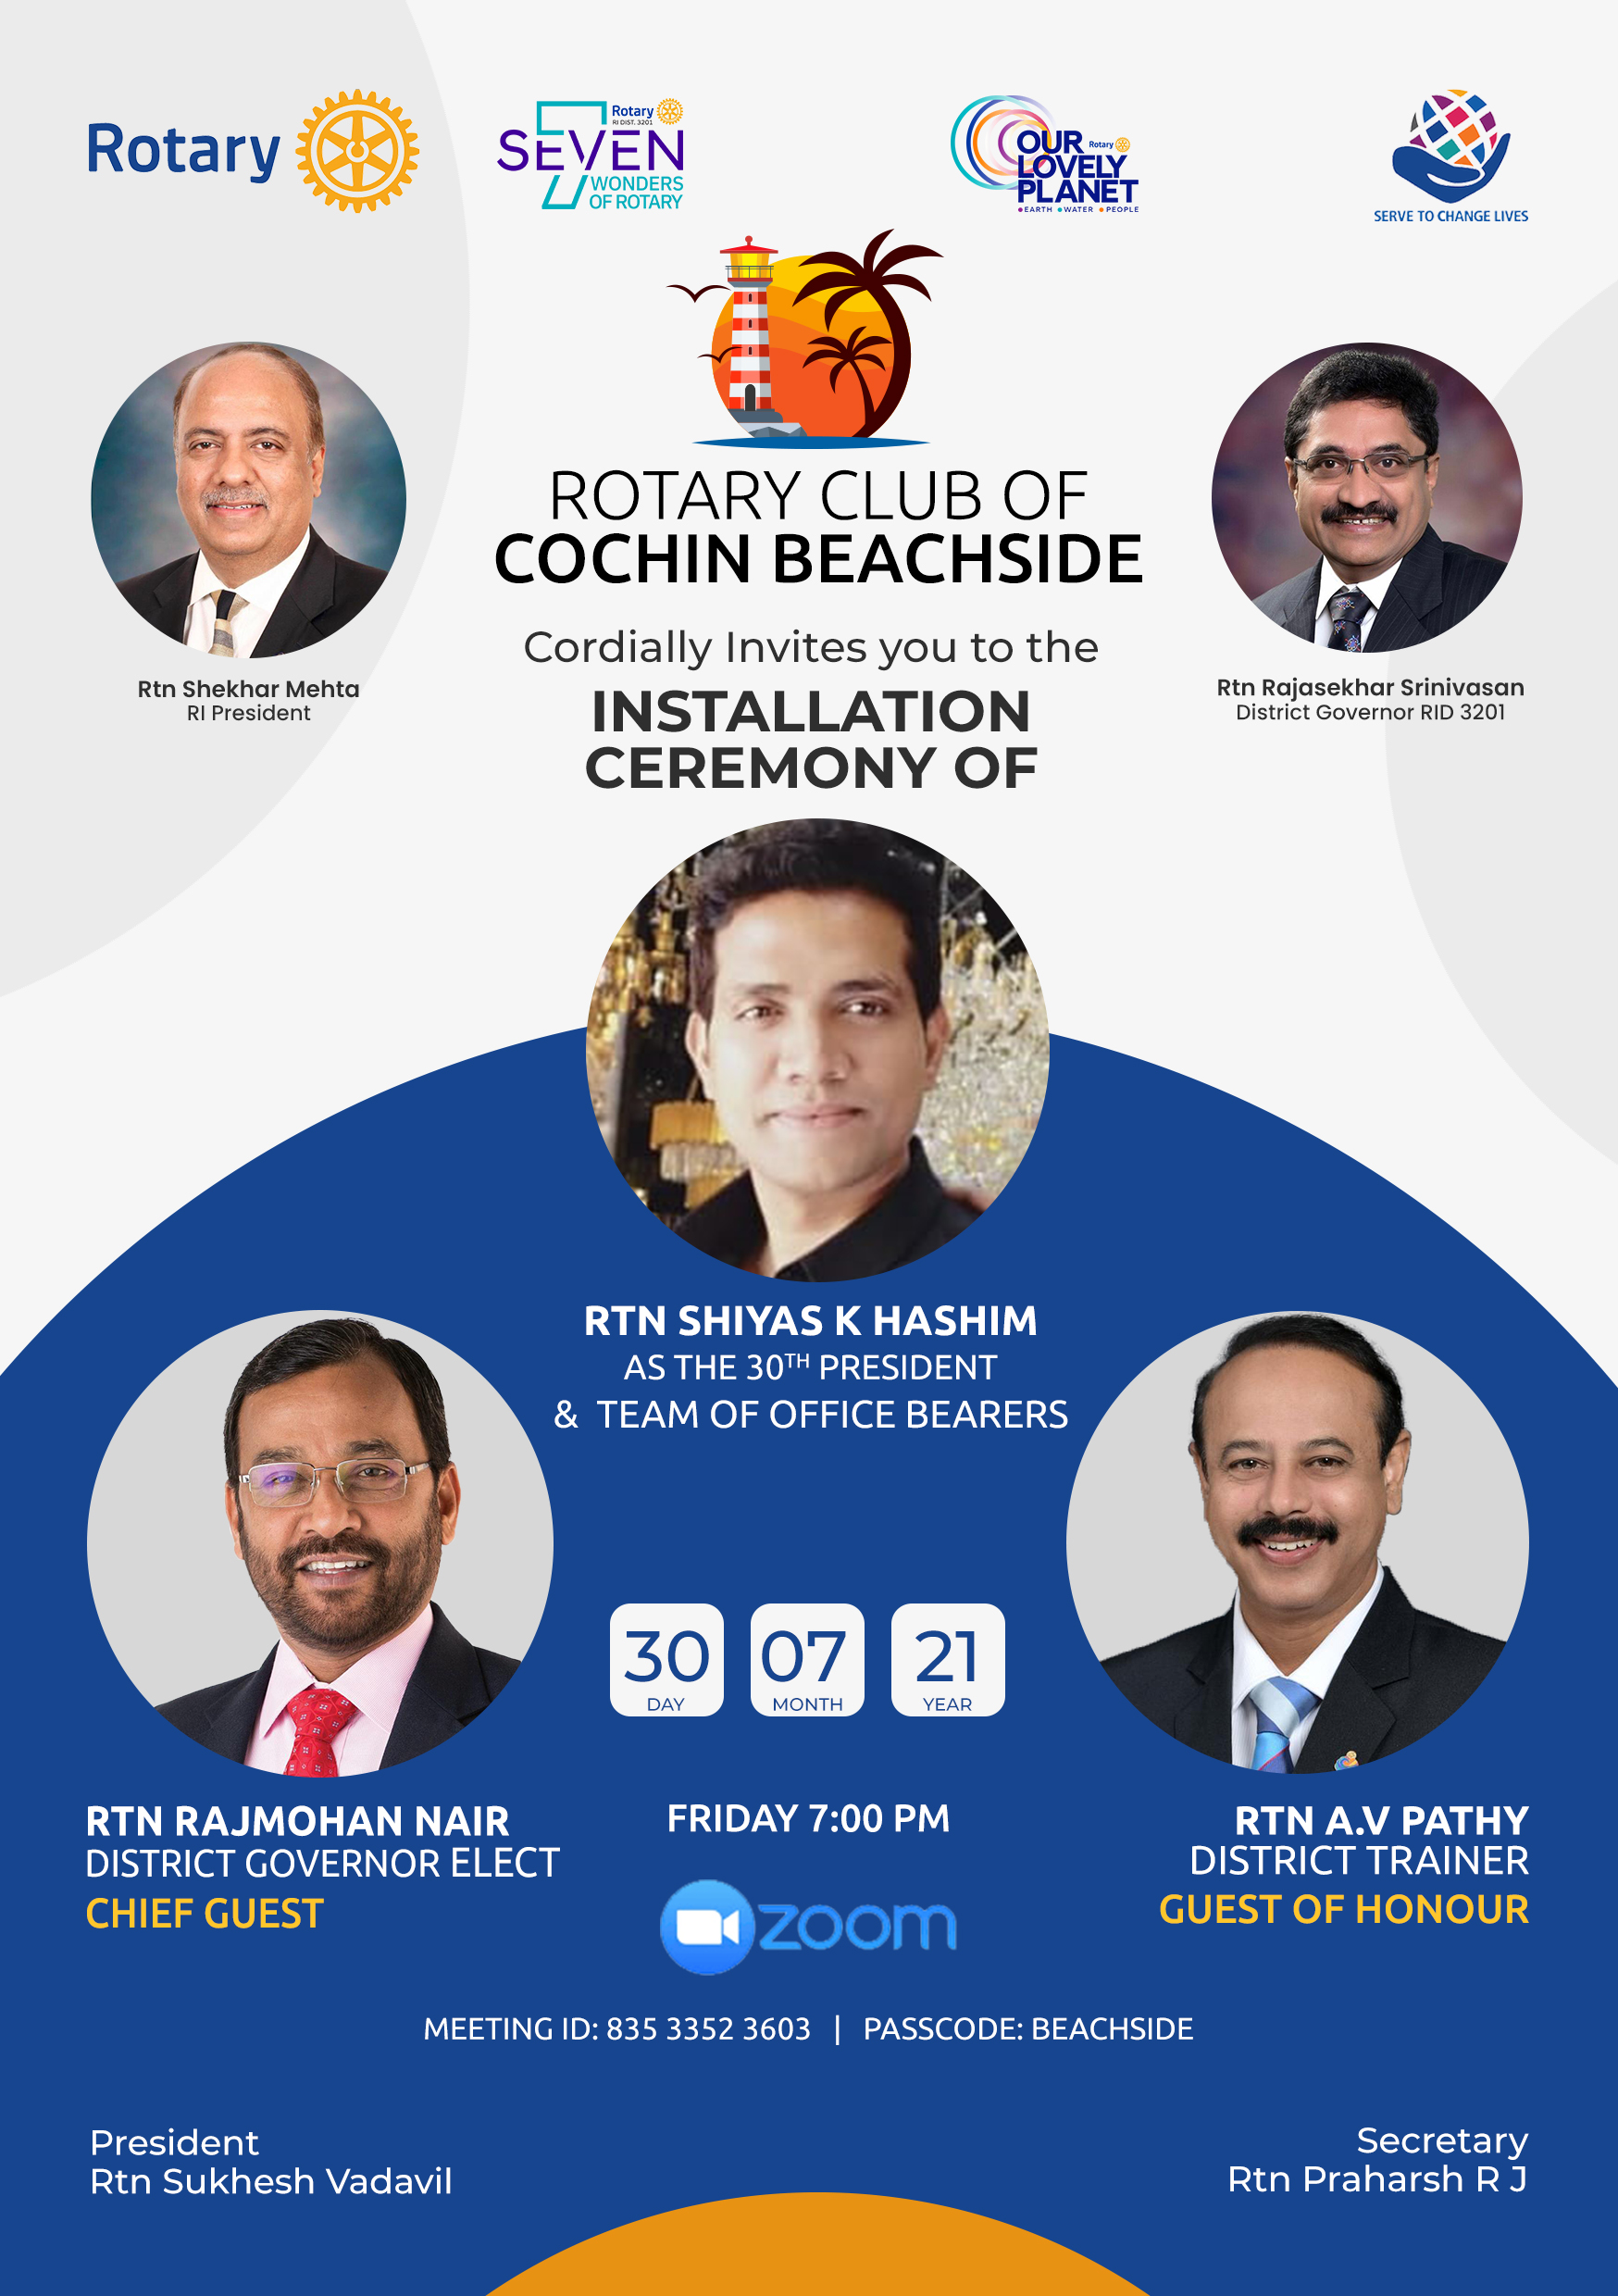 Rotary
Rotary
RI DIST. 3201
SEVEN
WONDERS
OF ROTARY
OUR
Rotary
LOVELY
PLANET
EARTH WATER PEOPLE
SERVE TO CHANGE LIVES
ROTARY CLUB OF
COCHIN BEACHSIDE
Cordially Invites you to the
INSTALLATION
CEREMONY OF
Rtn Shekhar Mehta
RI President
Rtn Rajasekhar Srinivasan
District Governor RID 3201
RTN SHIYAS K HASHIM
AS THE 30TH PRESIDENT
& TEAM OF OFFICE BEARERS
30
DAY
07
MONTH
21
YEAR
RTN RAJMOHAN NAIR
DISTRICT GOVERNOR ELECT
CHIEF GUEST
FRIDAY 7:00 PM
zoom
RTN A.V PATHY
DISTRICT TRAINER
GUEST OF HONOUR
MEETING ID: 835 3352 3603 | PASSCODE: BEACHSIDE
President
Rtn Sukhesh Vadavil
Secretary
Rtn Praharsh R J